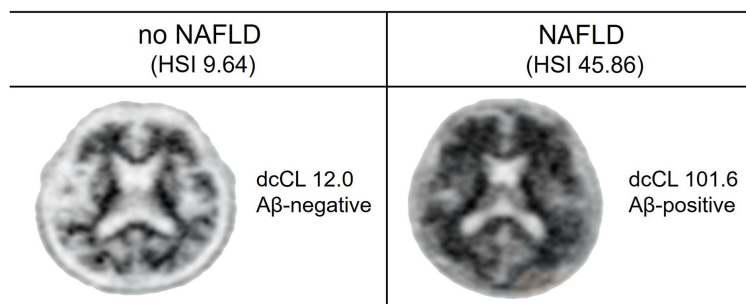 no NAFLD
(HSI 9.64)
NAFLD
(HSI 45.86)
dcCL 12.0
Aβ-negative
dcCL 101.6
Aβ-positive